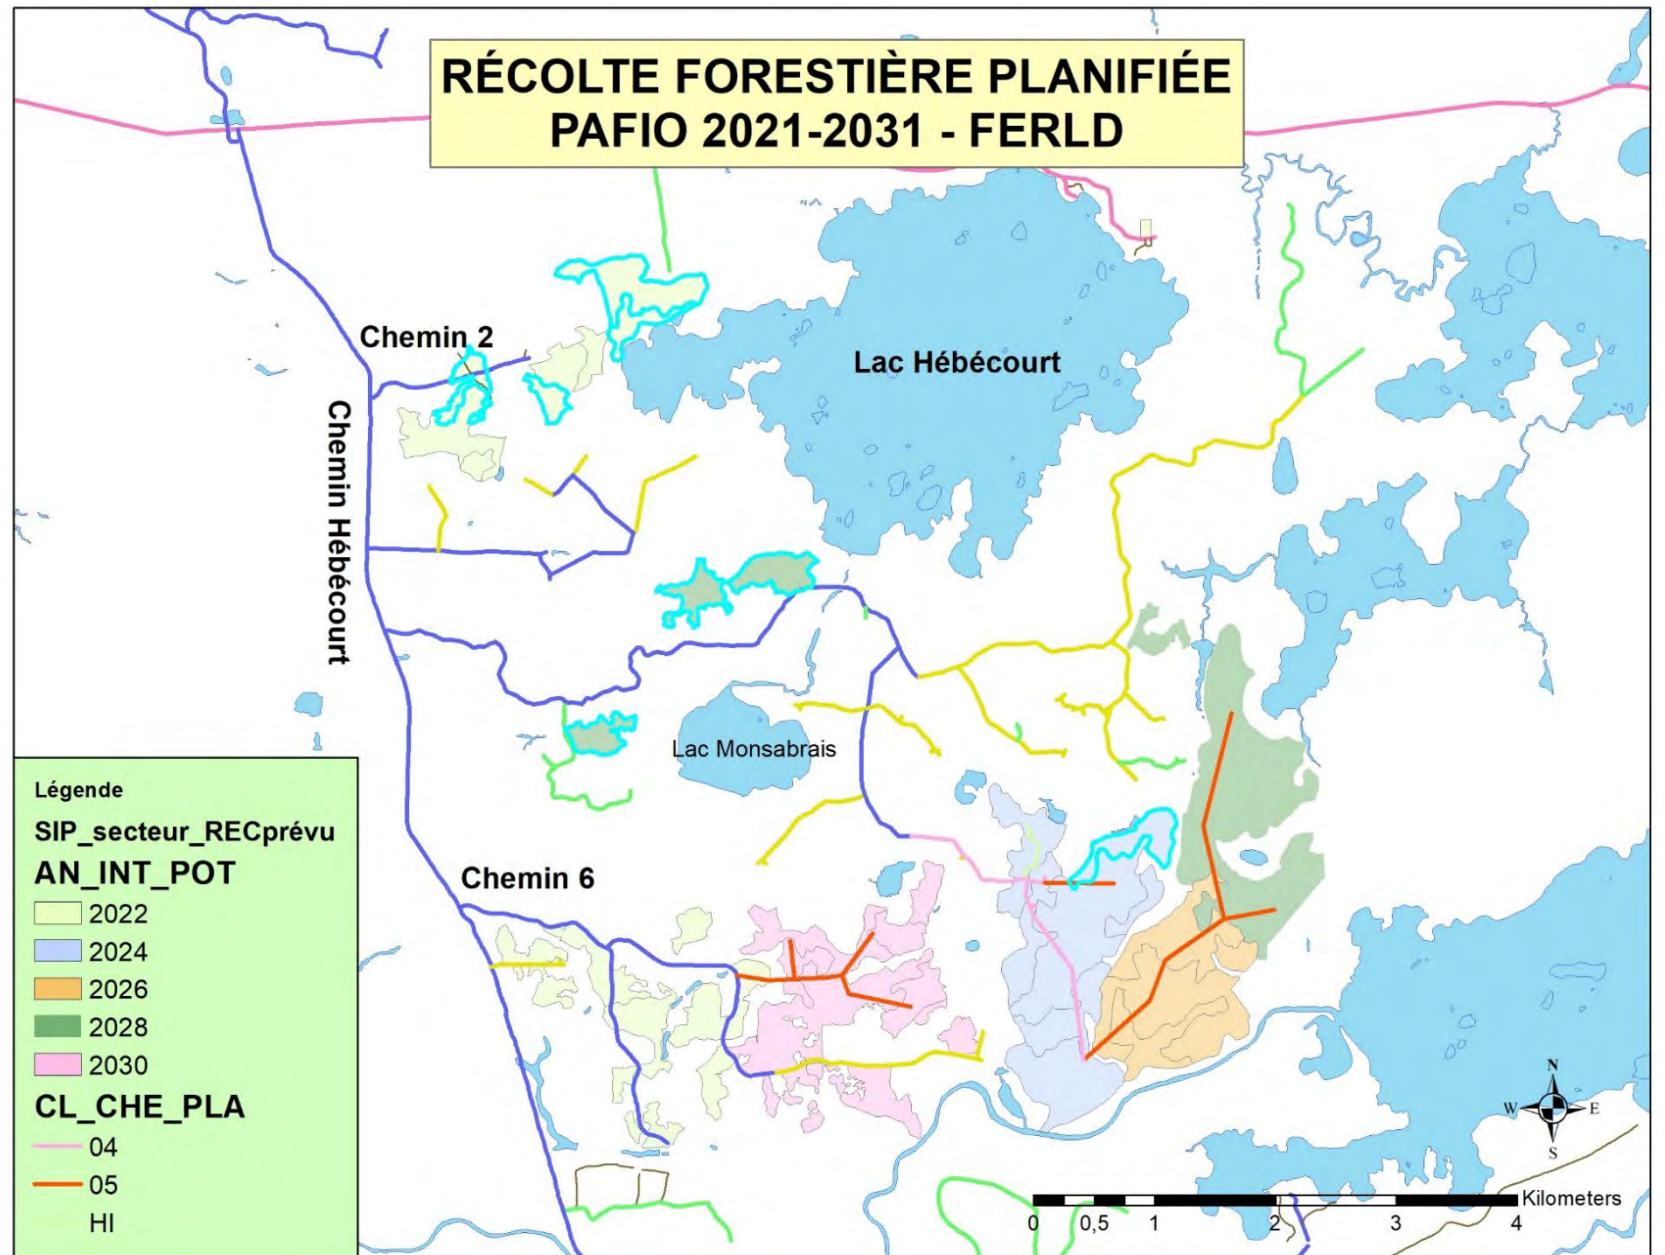 RÉCOLTE FORESTIÈRE PLANIFIÉE
PAFIO 2021-2031 - FERLD
Chemin 2
Lac Hébécourt
Chemin Hébécourt
Lac Monsabrais
Chemin 6
Légende
SIP_secteur_RECprévu
AN_INT_POT
2022
2024
2026
2028
2030
CL_CHE_PLA
04
05
HI
N
W E
S
Kilometers
0 0,5 1 2 3 4